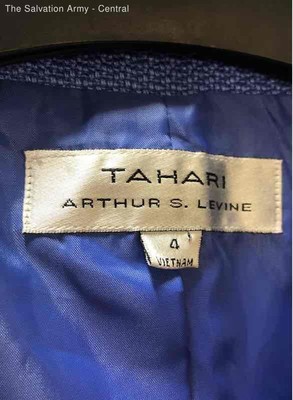 The Salvation Army - Central
TAHARI
ARTHUR S. LEVINE
4
VIETNAM